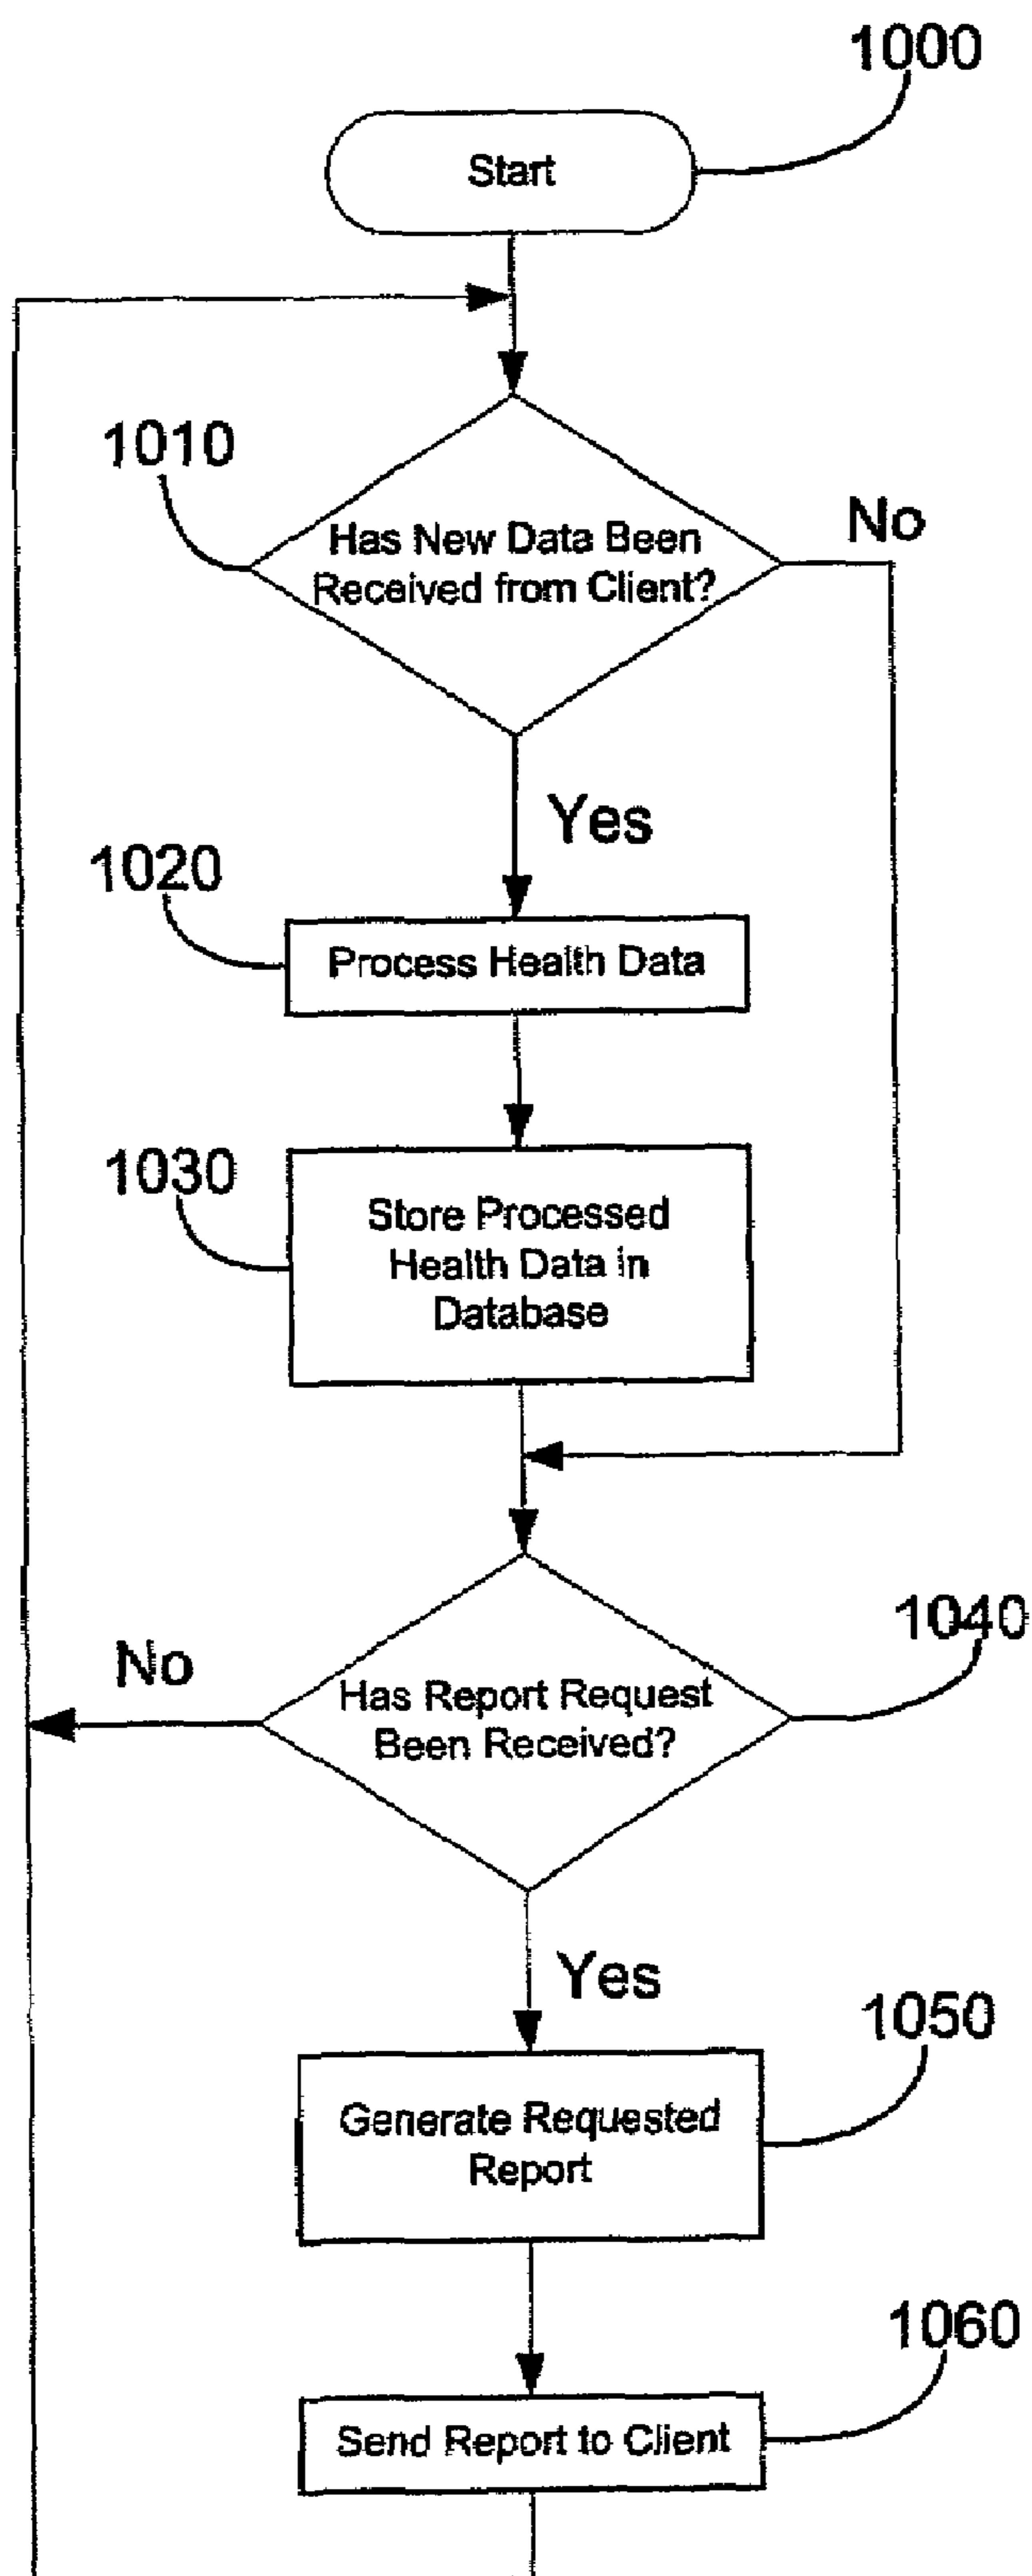 1000
Start
1010
Has New Data Been
Received from Client?
No
Yes
1020
Process Health Data
1030
Store Processed
Health Data in
Database
1040
No
Has Report Request
Been Received?
Yes
1050
Generate Requested
Report
1060
Send Report to Client